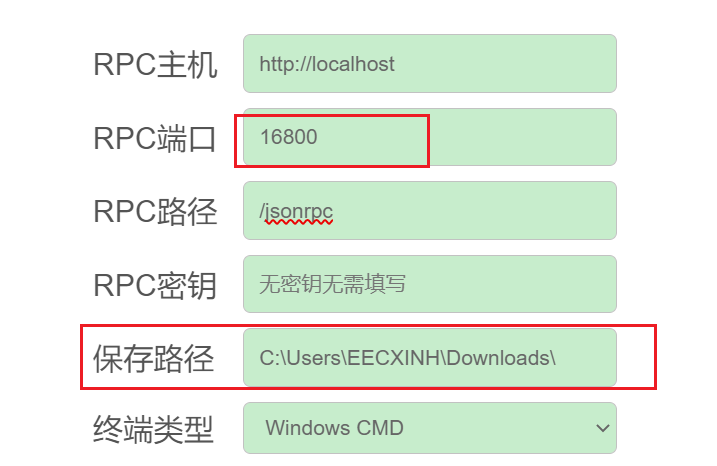 RPC主机 http://localhost
RPC端口 16800
RPC路径 /jsonrpc
RPC密钥 无密钥无需填写
保存路径 C:\Users\EECXINH\Downloads\
终端类型 Windows CMD